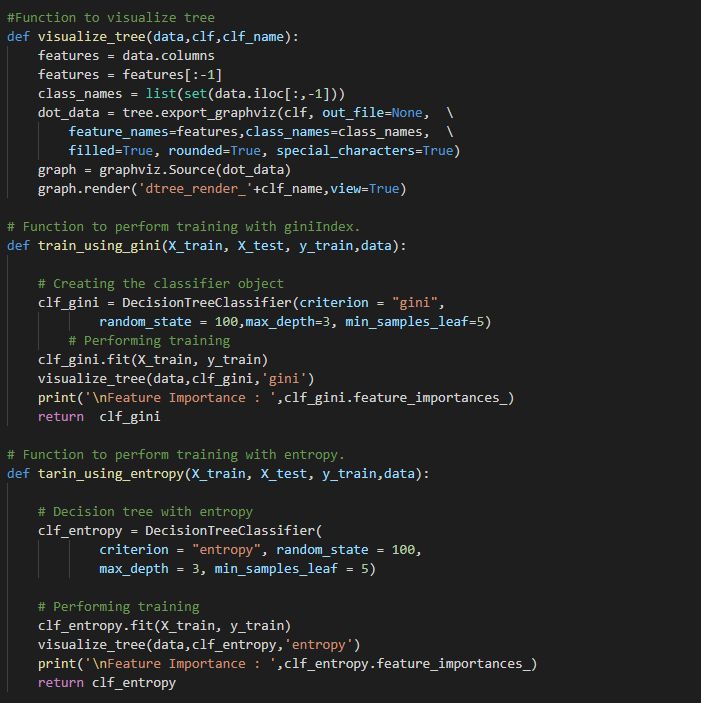 #Function to visualize tree
def visualize_tree(data,clf,clf_name):
    features = data.columns
    features = features[:-1]
    class_names = list(set(data.iloc[:,-1]))
    dot_data = tree.export_graphviz(clf, out_file=None,  \
        feature_names=features,class_names=class_names,  \
        filled=True, rounded=True, special_characters=True)
    graph = graphviz.Source(dot_data)
    graph.render('dtree_render_'+clf_name,view=True)

# Function to perform training with giniIndex.
def train_using_gini(X_train, X_test, y_train,data):

    # Creating the classifier object
    clf_gini = DecisionTreeClassifier(criterion = "gini",
            random_state = 100,max_depth=3, min_samples_leaf=5)
        # Performing training
    clf_gini.fit(X_train, y_train)
    visualize_tree(data,clf_gini,'gini')
    print('\nFeature Importance : ',clf_gini.feature_importances_)
    return  clf_gini

# Function to perform training with entropy.
def tarin_using_entropy(X_train, X_test, y_train,data):

    # Decision tree with entropy
    clf_entropy = DecisionTreeClassifier(
            criterion = "entropy", random_state = 100,
            max_depth = 3, min_samples_leaf = 5)

    # Performing training
    clf_entropy.fit(X_train, y_train)
    visualize_tree(data,clf_entropy,'entropy')
    print('\nFeature Importance : ',clf_entropy.feature_importances_)
    return clf_entropy